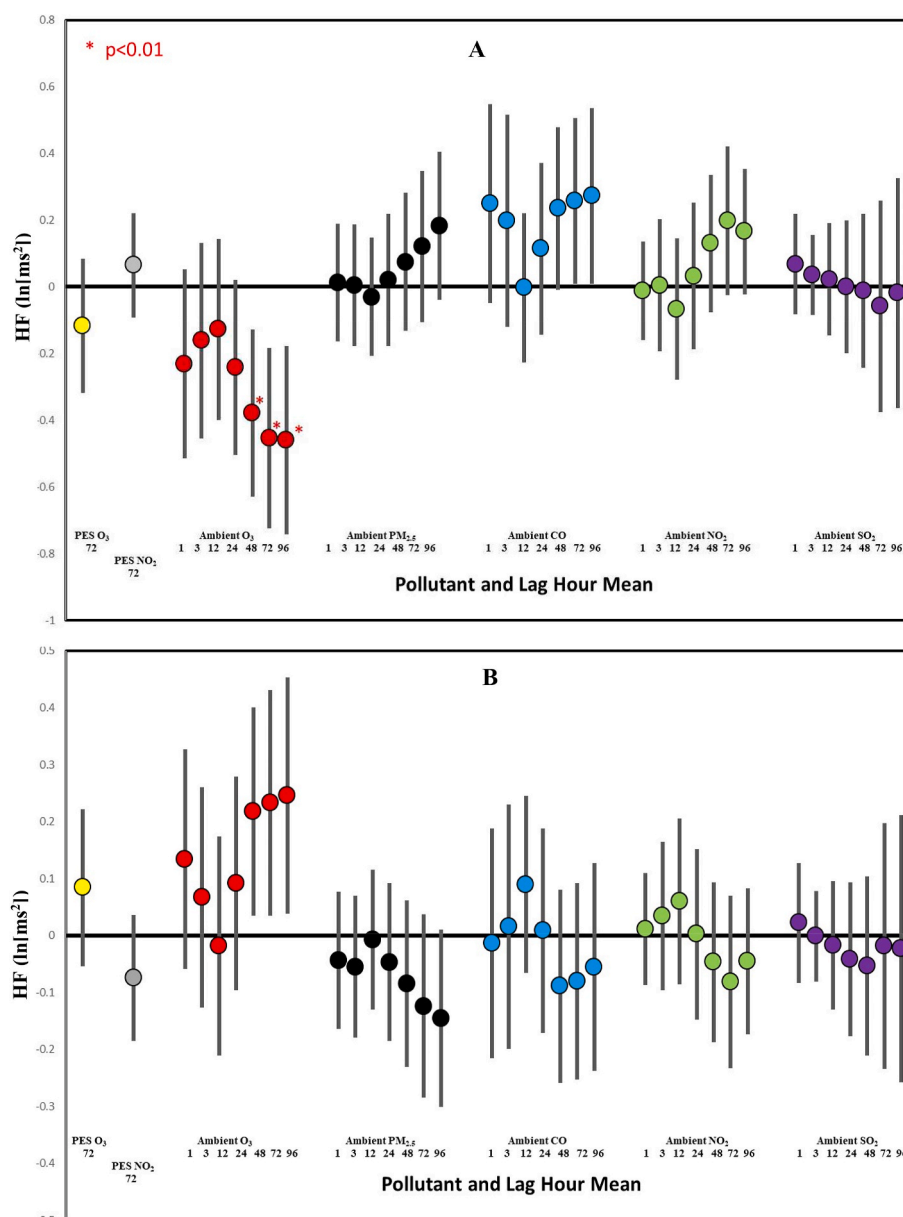 0.8
* p<0.01
A
0.6
0.4
0.2
0
0.2
-0.4
-0.6
-0.8
-1
HF (ln[ms²])
*
*
*
PES O₃
72
PES NO₂
72
Ambient O₃
1 3 12 24 48 72 96
Ambient PM₂.₅
1 3 12 24 48 72 96
Ambient CO
1 3 12 24 48 72 96
Ambient NO₂
1 3 12 24 48 72 96
Ambient SO₂
1 3 12 24 48 72 96
Pollutant and Lag Hour Mean
0.5
B
0.4
0.3
0.2
0.1
0
-0.1
-0.2
-0.3
-0.4
HF (ln[ms²])
PES O₃
72
PES NO₂
72
Ambient O₃
1 3 12 24 48 72 96
Ambient PM₂.₅
1 3 12 24 48 72 96
Ambient CO
1 3 12 24 48 72 96
Ambient NO₂
1 3 12 24 48 72 96
Ambient SO₂
1 3 12 24 48 72
Pollutant and Lag Hour Mean